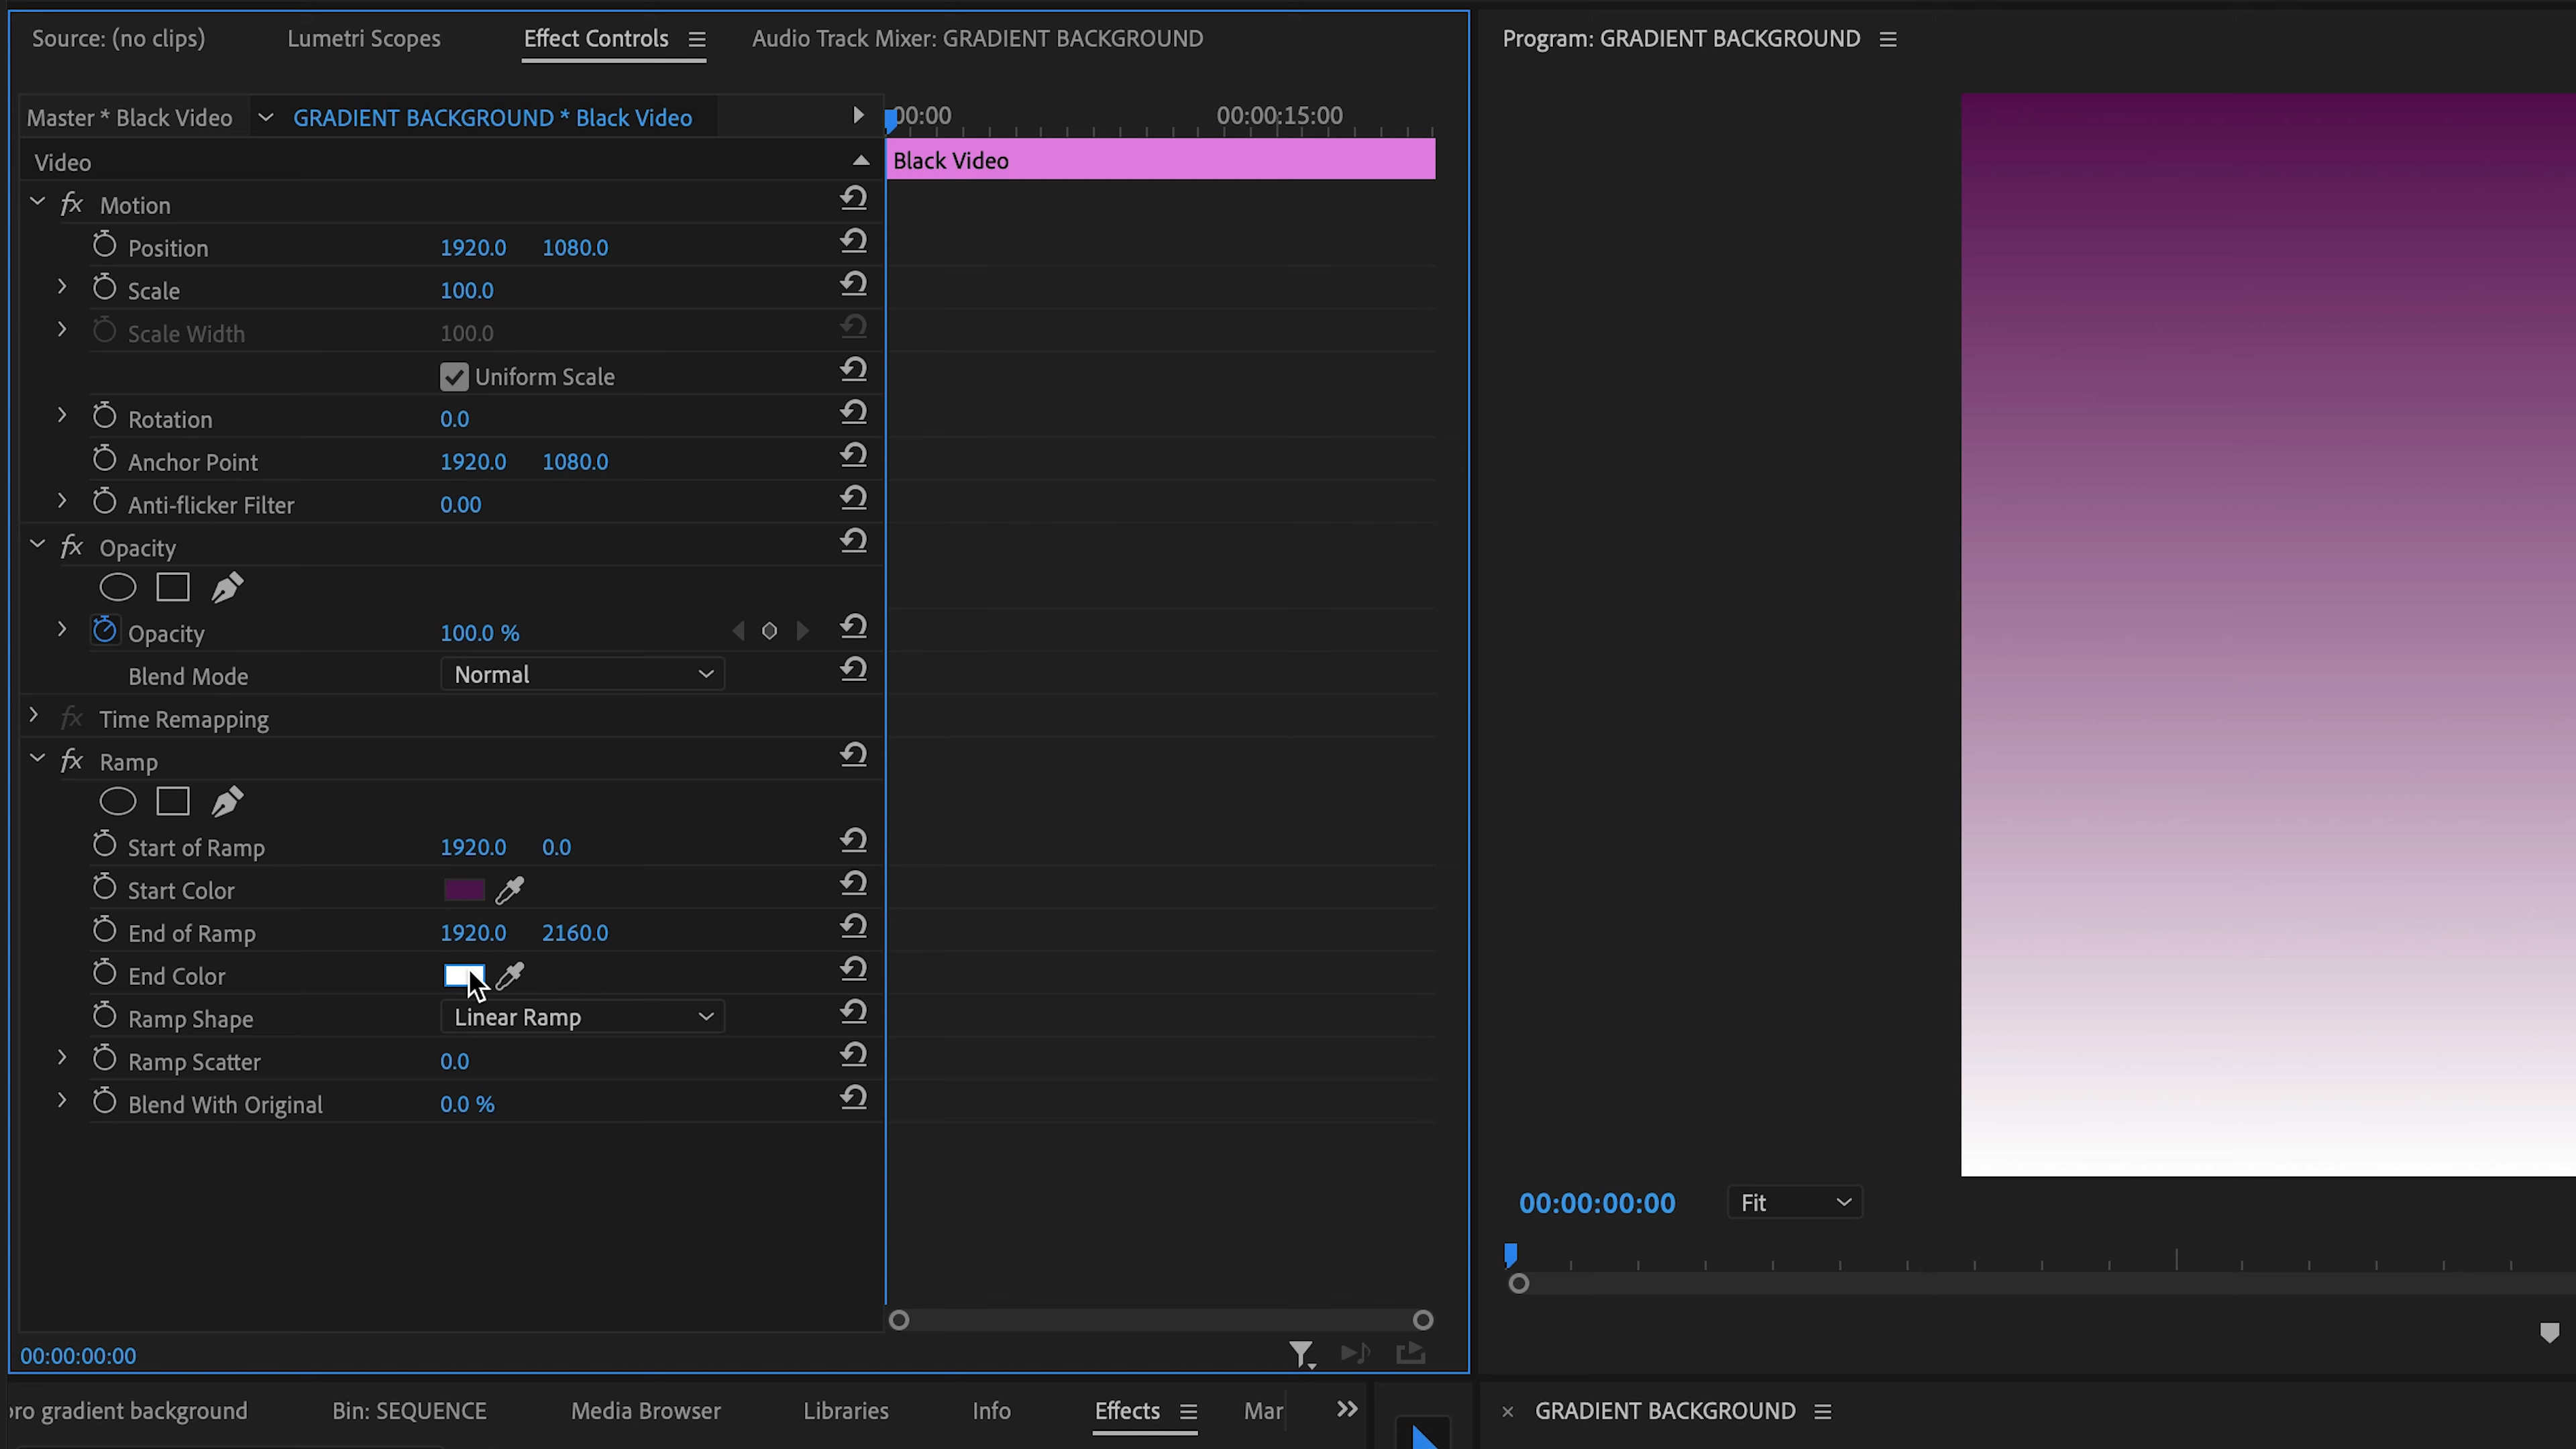 Source: (no clips)
Lumetri Scopes
Effect Controls
Audio Track Mixer: GRADIENT BACKGROUND
Program: GRADIENT BACKGROUND
Master * Black Video
GRADIENT BACKGROUND * Black Video
00:00
00:00:15:00
Video
Black Video
fx Motion
Position 1920.0 1080.0
Scale 100.0
Scale Width 100.0
Uniform Scale
Rotation 0.0
Anchor Point 1920.0 1080.0
Anti-flicker Filter 0.00
fx Opacity
Opacity 100.0 %
Blend Mode Normal
fx Time Remapping
fx Ramp
Start of Ramp 1920.0 0.0
Start Color
End of Ramp 1920.0 2160.0
End Color
Ramp Shape Linear Ramp
Ramp Scatter 0.0
Blend With Original 0.0 %
00:00:00:00
Fit
00:00:00:00
ro gradient background
Bin: SEQUENCE
Media Browser
Libraries
Info
Effects
Mar
GRADIENT BACKGROUND